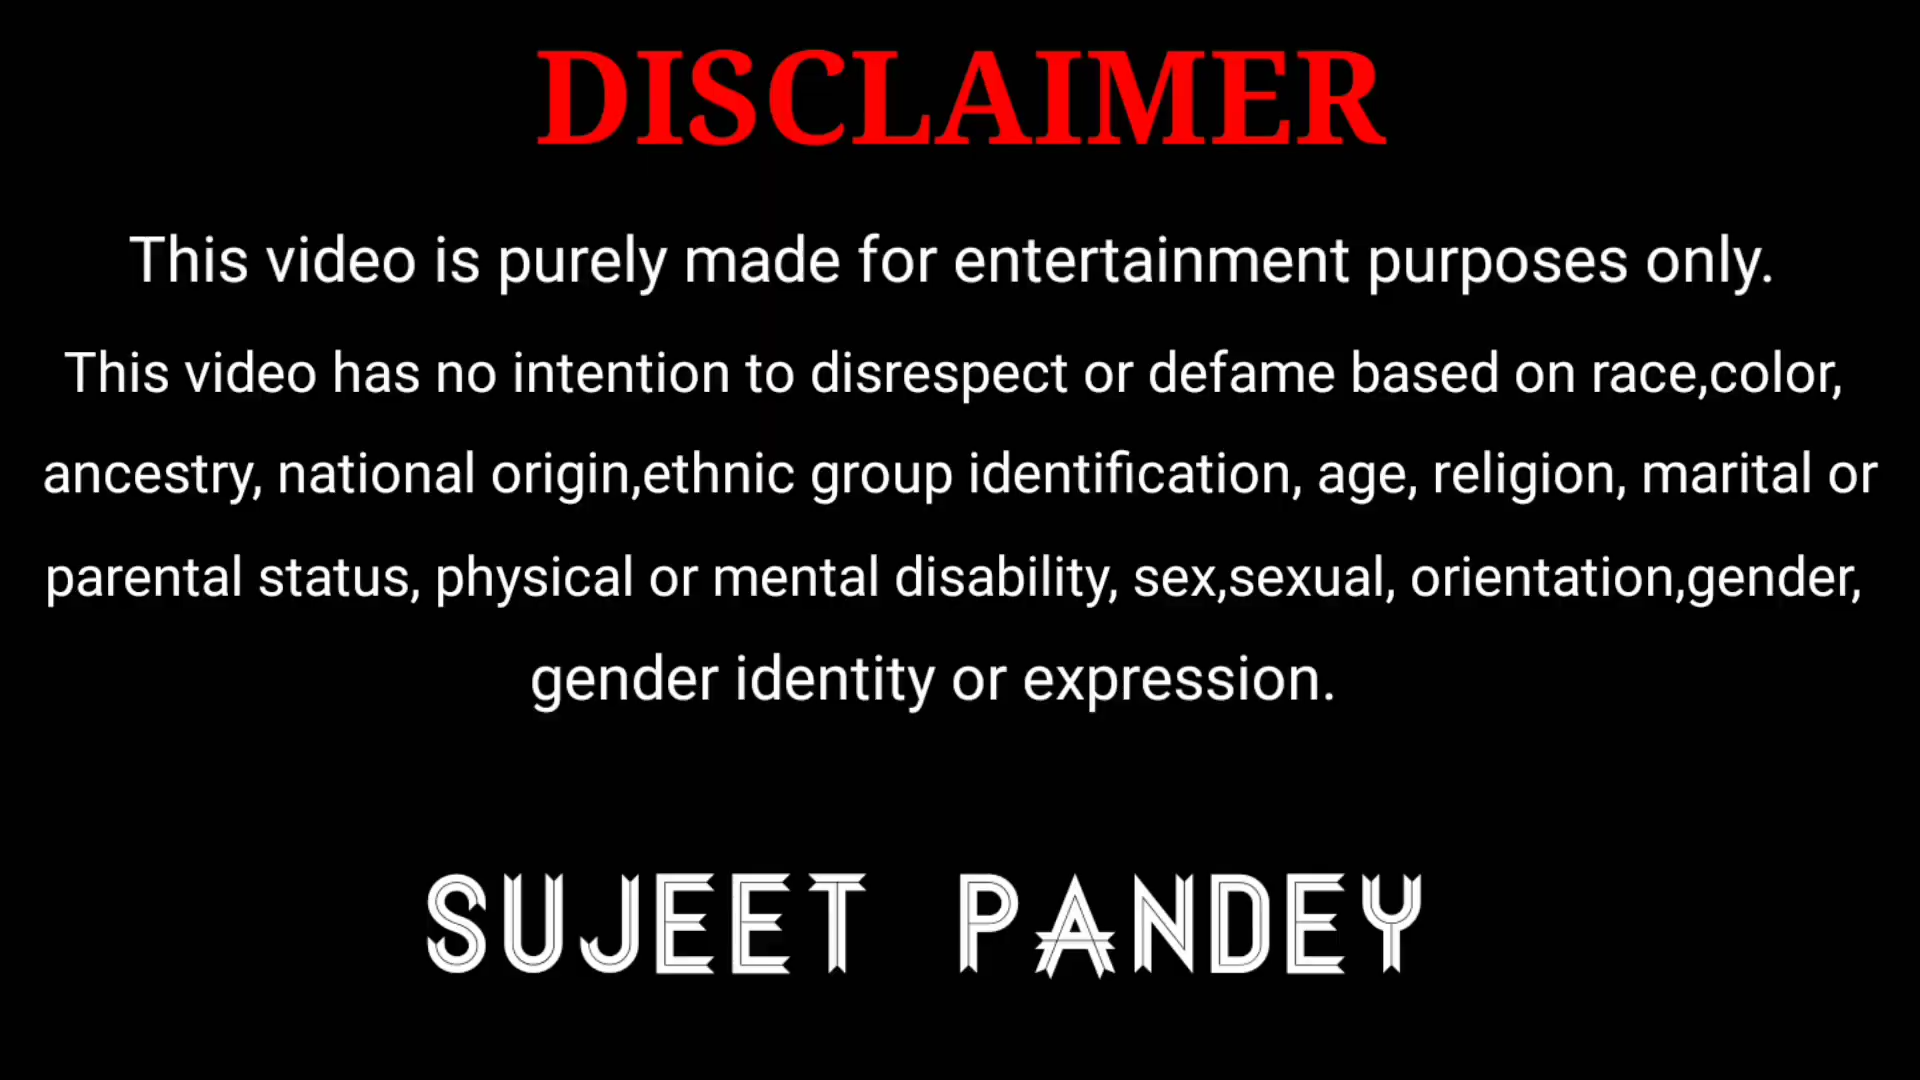 DISCLAIMER
This video is purely made for entertainment purposes only.
This video has no intention to disrespect or defame based on race,color,
ancestry, national origin,ethnic group identification, age, religion, marital or
parental status, physical or mental disability, sex,sexual, orientation,gender,
gender identity or expression.
SUJEET PANDEY